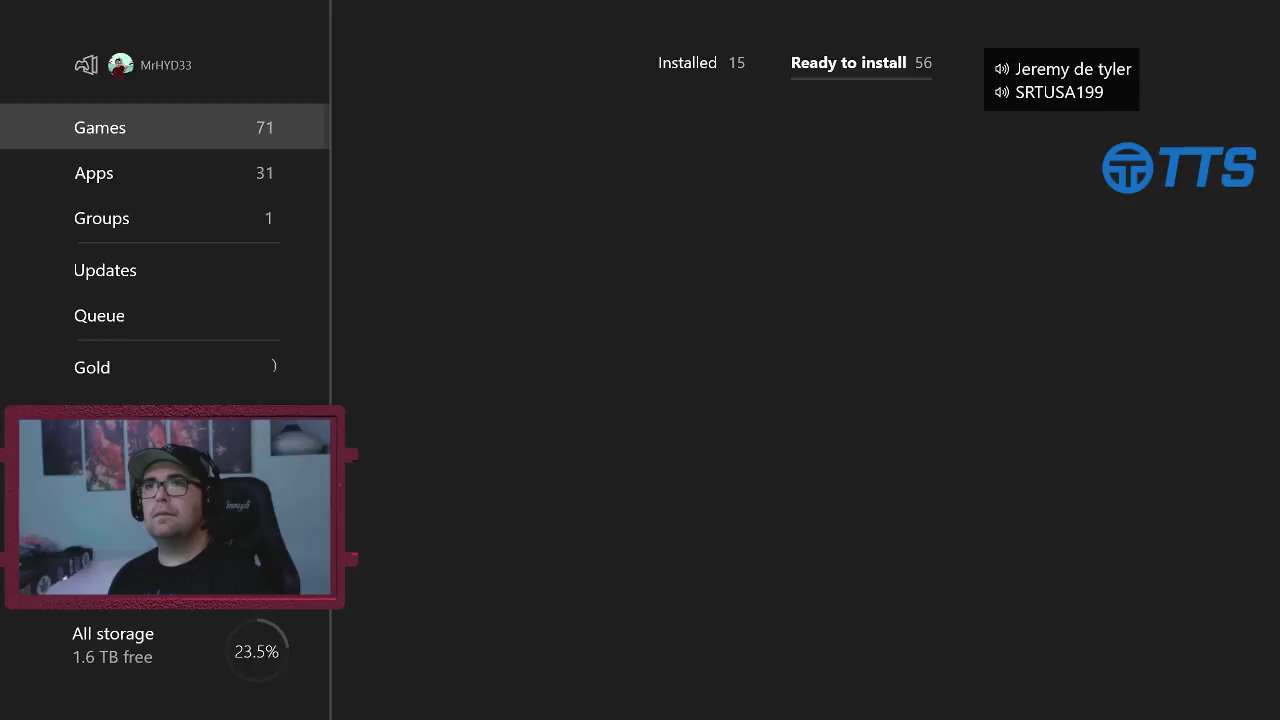 MrHYD33
Installed 15 Ready to install 56
Jeremy de tyler
SRTUSA199
TTS
Games 71
Apps 31
Groups 1
Updates
Queue
Gold
All storage
1.6 TB free
23.5%